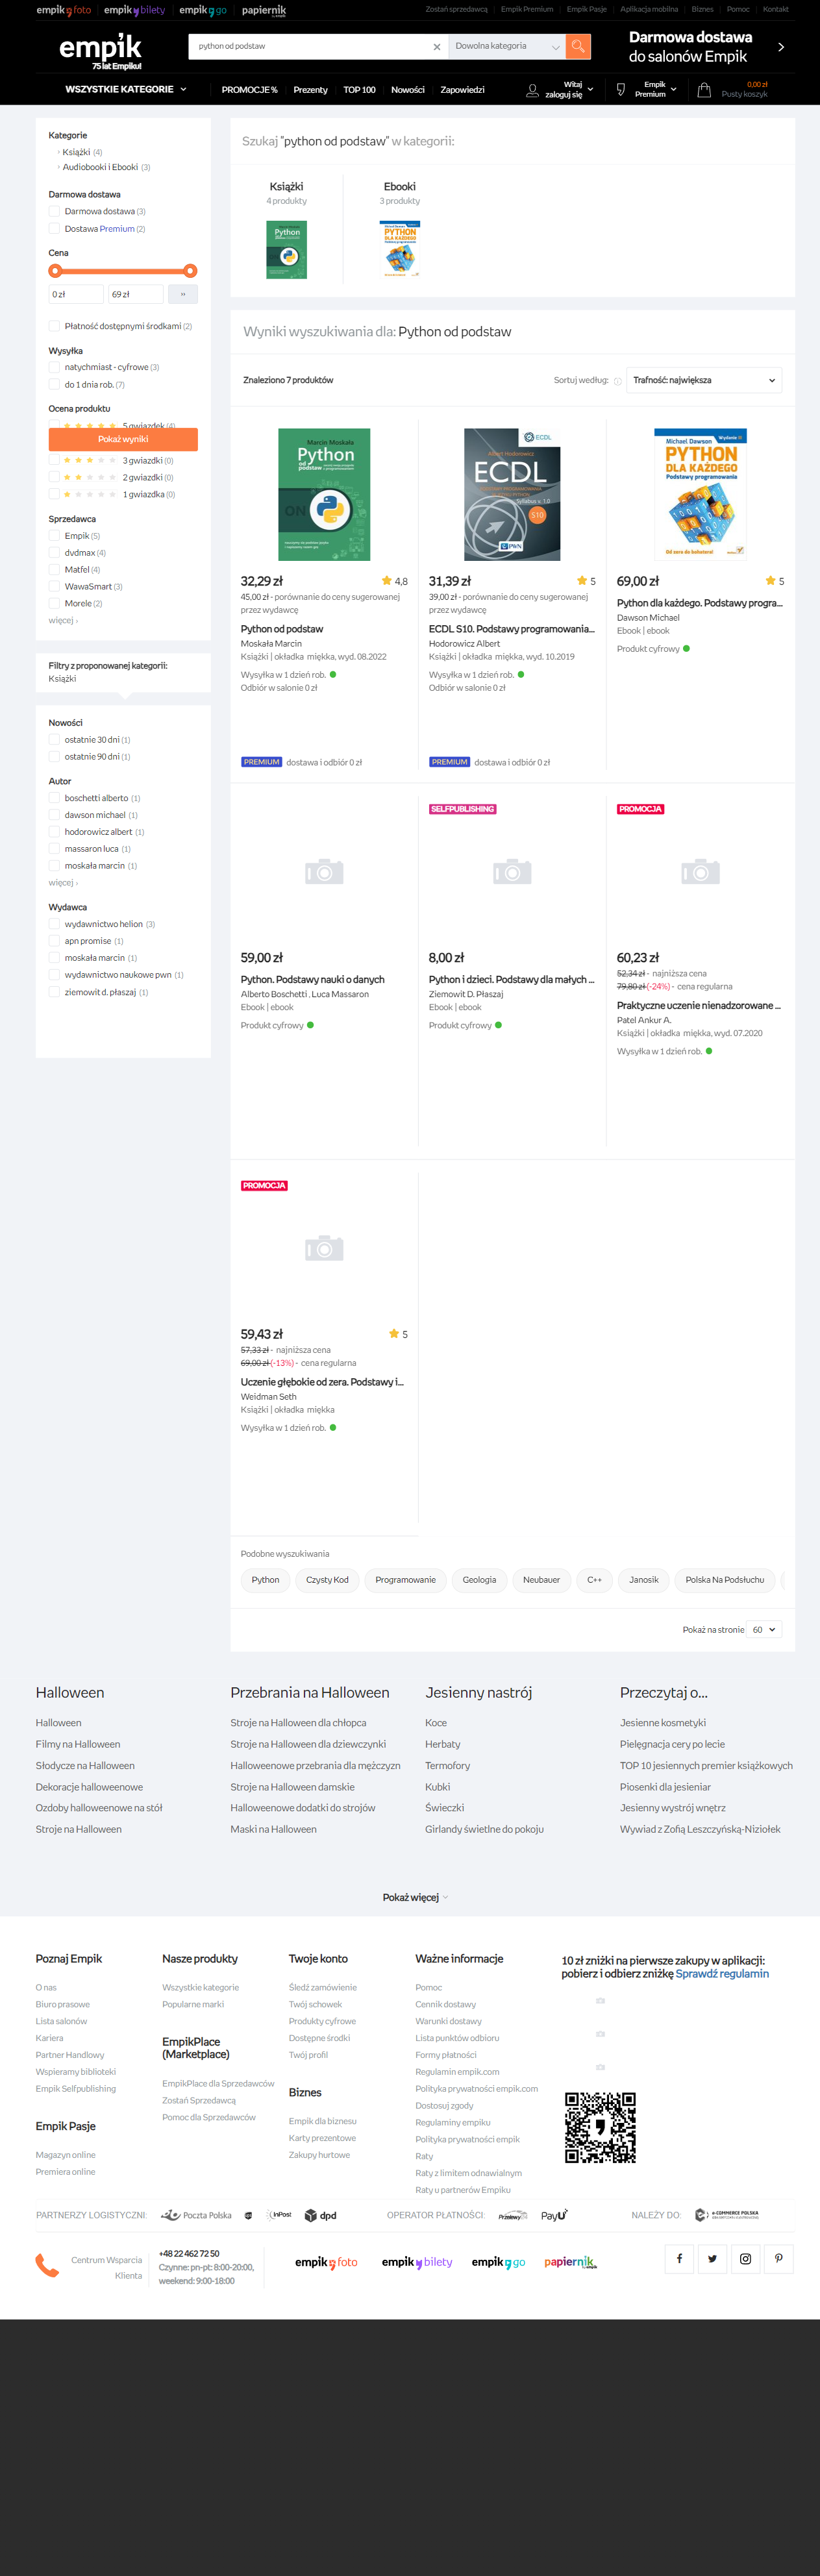 empik foto empik bilety empik go papiernik by empik
Zostań sprzedawcą Empik Premium Empik Pasje Aplikacja mobilna Biznes Pomoc Kontakt
empik
75 lat Empiku!
python od podstaw
Dowolna kategoria
Darmowa dostawa
do salonów Empik
WSZYSTKIE KATEGORIE
PROMOCJE % Prezenty TOP 100 Nowości Zapowiedzi
Witaj
zaloguj się
Empik
Premium
0,00 zł
Pusty koszyk
Kategorie
Książki (4)
Audiobooki i Ebooki (3)
Darmowa dostawa
Darmowa dostawa (3)
Dostawa Premium (2)
Cena
0 zł
69 zł
››
Płatność dostępnymi środkami (2)
Wysyłka
natychmiast - cyfrowe (3)
do 1 dnia rob. (7)
Ocena produktu
5 gwiazdek (4)
Pokaż wyniki
3 gwiazdki (0)
2 gwiazdki (0)
1 gwiazdka (0)
Sprzedawca
Empik (5)
dvdmax (4)
Matfel (4)
WawaSmart (3)
Morele (2)
więcej ›
Filtry z proponowanej kategorii:
Książki
Nowości
ostatnie 30 dni (1)
ostatnie 90 dni (1)
Autor
boschetti alberto (1)
dawson michael (1)
hodorowicz albert (1)
massaron luca (1)
moskała marcin (1)
więcej ›
Wydawca
wydawnictwo helion (3)
apn promise (1)
moskała marcin (1)
wydawnictwo naukowe pwn (1)
ziemowit d. płaszaj (1)
Szukaj "python od podstaw" w kategorii:
Książki
4 produkty
Ebooki
3 produkty
Wyniki wyszukiwania dla: Python od podstaw
Znaleziono 7 produktów
Sortuj według:
Trafność: największa
Marcin Moskała
Python
od podstaw
ON
32,29 zł
4,8
45,00 zł - porównanie do ceny sugerowanej
przez wydawcę
Python od podstaw
Moskała Marcin
Książki | okładka miękka, wyd. 08.2022
Wysyłka w 1 dzień rob.
Odbiór w salonie 0 zł
PREMIUM dostawa i odbiór 0 zł
ECDL
Albert Hodorowicz
ECDL
Syllabus v. 1.0
S10
PWN
31,39 zł
5
39,00 zł - porównanie do ceny sugerowanej
przez wydawcę
ECDL S10. Podstawy programowania...
Hodorowicz Albert
Książki | okładka miękka, wyd. 10.2019
Wysyłka w 1 dzień rob.
Odbiór w salonie 0 zł
PREMIUM dostawa i odbiór 0 zł
Michael Dawson
PYTHON
DLA KAŻDEGO
Podstawy programowania
Od zera do bohatera!
69,00 zł
5
Python dla każdego. Podstawy progra...
Dawson Michael
Ebook | ebook
Produkt cyfrowy
59,00 zł
Python. Podstawy nauki o danych
Alberto Boschetti , Luca Massaron
Ebook | ebook
Produkt cyfrowy
SELFPUBLISHING
8,00 zł
Python i dzieci. Podstawy dla małych ...
Ziemowit D. Płaszaj
Ebook | ebook
Produkt cyfrowy
PROMOCJA
60,23 zł
52,34 zł - najniższa cena
79,80 zł (-24%) - cena regularna
Praktyczne uczenie nienadzorowane ...
Patel Ankur A.
Książki | okładka miękka, wyd. 07.2020
Wysyłka w 1 dzień rob.
PROMOCJA
59,43 zł
5
57,33 zł - najniższa cena
69,00 zł (-13%) - cena regularna
Uczenie głębokie od zera. Podstawy i...
Weidman Seth
Książki | okładka miękka
Wysyłka w 1 dzień rob.
Podobne wyszukiwania
Python Czysty Kod Programowanie Geologia Neubauer C++ Janosik Polska Na Podsłuchu
Pokaż na stronie 60
Halloween
Halloween
Filmy na Halloween
Słodycze na Halloween
Dekoracje halloweenowe
Ozdoby halloweenowe na stół
Stroje na Halloween
Przebrania na Halloween
Stroje na Halloween dla chłopca
Stroje na Halloween dla dziewczynki
Halloweenowe przebrania dla mężczyzn
Stroje na Halloween damskie
Halloweenowe dodatki do strojów
Maski na Halloween
Jesienny nastrój
Koce
Herbaty
Termofory
Kubki
Świeczki
Girlandy świetlne do pokoju
Przeczytaj o...
Jesienne kosmetyki
Pielęgnacja cery po lecie
TOP 10 jesiennych premier książkowych
Piosenki dla jesieniar
Jesienny wystrój wnętrz
Wywiad z Zofią Leszczyńską-Niziołek
Pokaż więcej
Poznaj Empik
O nas
Biuro prasowe
Lista salonów
Kariera
Partner Handlowy
Wspieramy biblioteki
Empik Selfpublishing
Empik Pasje
Magazyn online
Premiera online
Nasze produkty
Wszystkie kategorie
Popularne marki
EmpikPlace
(Marketplace)
EmpikPlace dla Sprzedawców
Zostań Sprzedawcą
Pomoc dla Sprzedawców
Twoje konto
Śledź zamówienie
Twój schowek
Produkty cyfrowe
Dostępne środki
Twój profil
Biznes
Empik dla biznesu
Karty prezentowe
Zakupy hurtowe
Ważne informacje
Pomoc
Cennik dostawy
Warunki dostawy
Lista punktów odbioru
Formy płatności
Regulamin empik.com
Polityka prywatności empik.com
Dostosuj zgody
Regulaminy empiku
Polityka prywatności empik
Raty
Raty z limitem odnawialnym
Raty u partnerów Empiku
10 zł zniżki na pierwsze zakupy w aplikacji:
pobierz i odbierz zniżkę Sprawdź regulamin
PARTNERZY LOGISTYCZNI: Poczta Polska InPost dpd
OPERATOR PŁATNOŚCI: Przelewy24 PayU
NALEŻY DO: e-COMMERCE POLSKA
Centrum Wsparcia
Klienta
+48 22 462 72 50
Czynne: pn-pt: 8:00-20:00,
weekend: 9:00-18:00
empik foto empik bilety empik go papiernik by empik